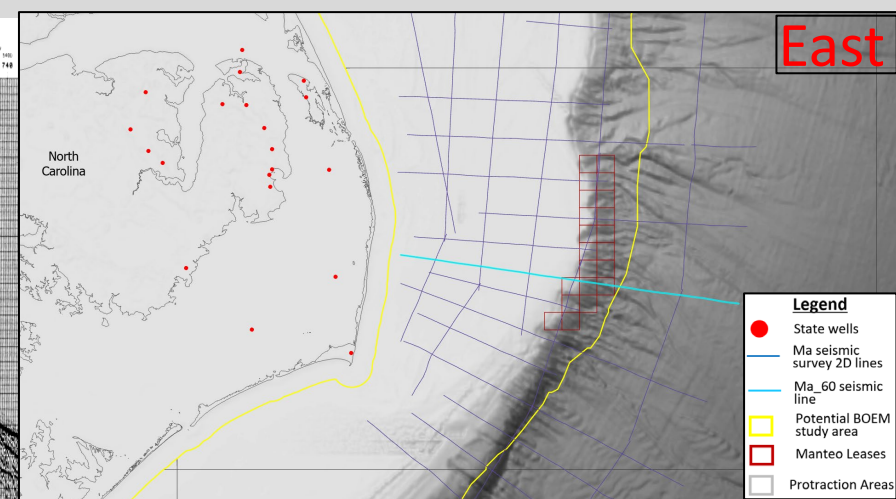 East
740
North
Carolina
Legend
State wells
Ma seismic
survey 2D lines
Ma_60 seismic
line
Potential BOEM
study area
Manteo Leases
Protraction Areas